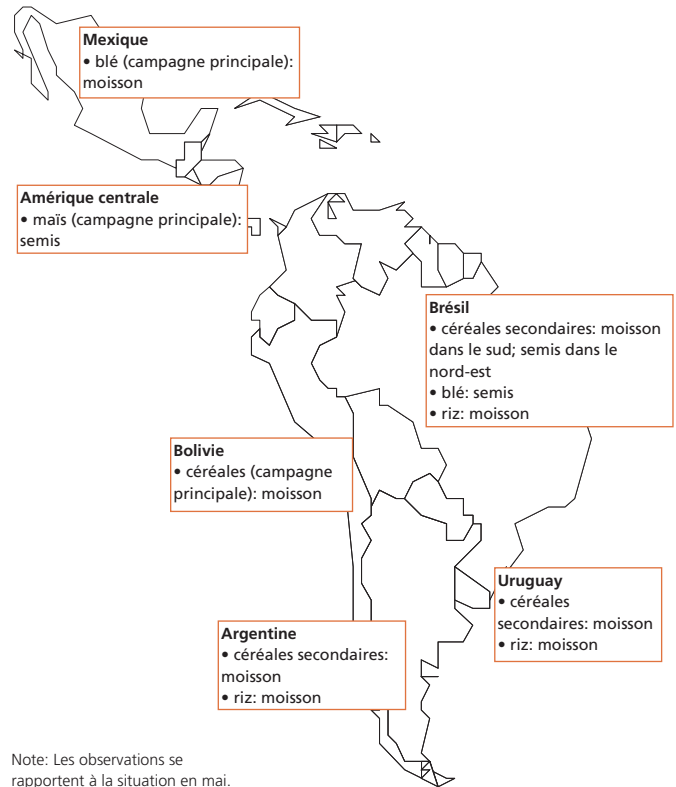 Mexique
• blé (campagne principale):
moisson
Amérique centrale
• maïs (campagne principale):
semis
Brésil
• céréales secondaires: moisson
dans le sud; semis dans le
nord-est
• blé: semis
• riz: moisson
Bolivie
• céréales (campagne
principale): moisson
Uruguay
• céréales
secondaires: moisson
• riz: moisson
Argentine
• céréales secondaires:
moisson
• riz: moisson
Note: Les observations se
rapportent à la situation en mai.